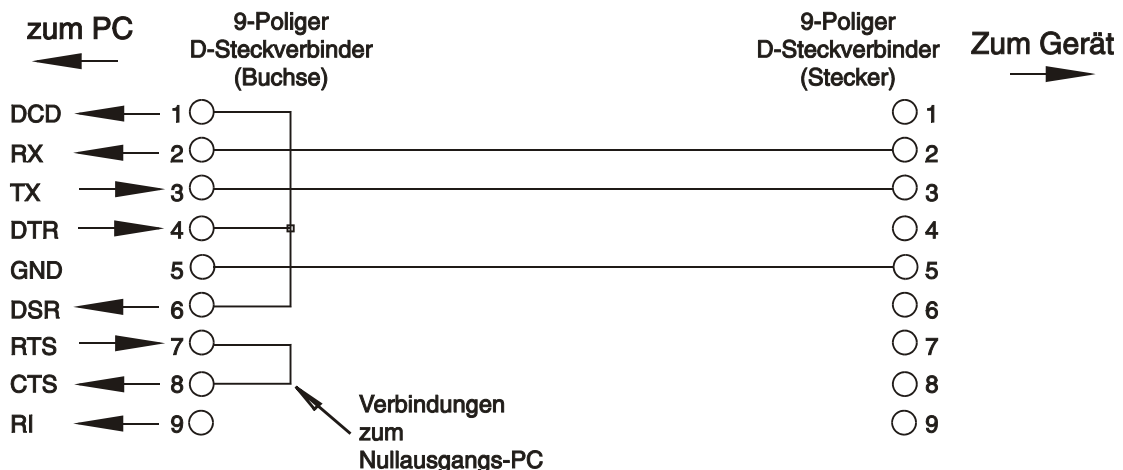 zum PC
9-Poliger
D-Steckverbinder
(Buchse)
9-Poliger
D-Steckverbinder
(Stecker)
Zum Gerät
DCD 1 1
RX 2 2
TX 3 3
DTR 4 4
GND 5 5
DSR 6 6
RTS 7 7
CTS 8 8
RI 9 9
Verbindungen
zum
Nullausgangs-PC